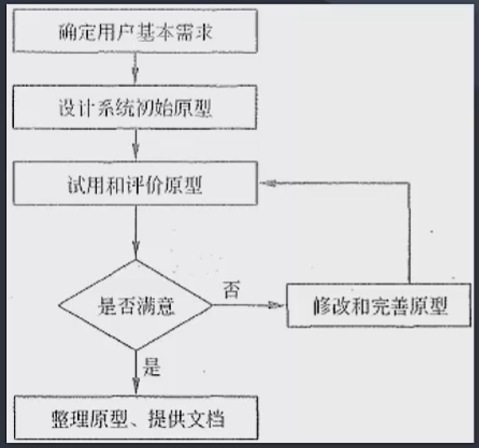 确定用户基本需求
设计系统初始原型
试用和评价原型
是否满意
否
修改和完善原型
是
整理原型、提供文档